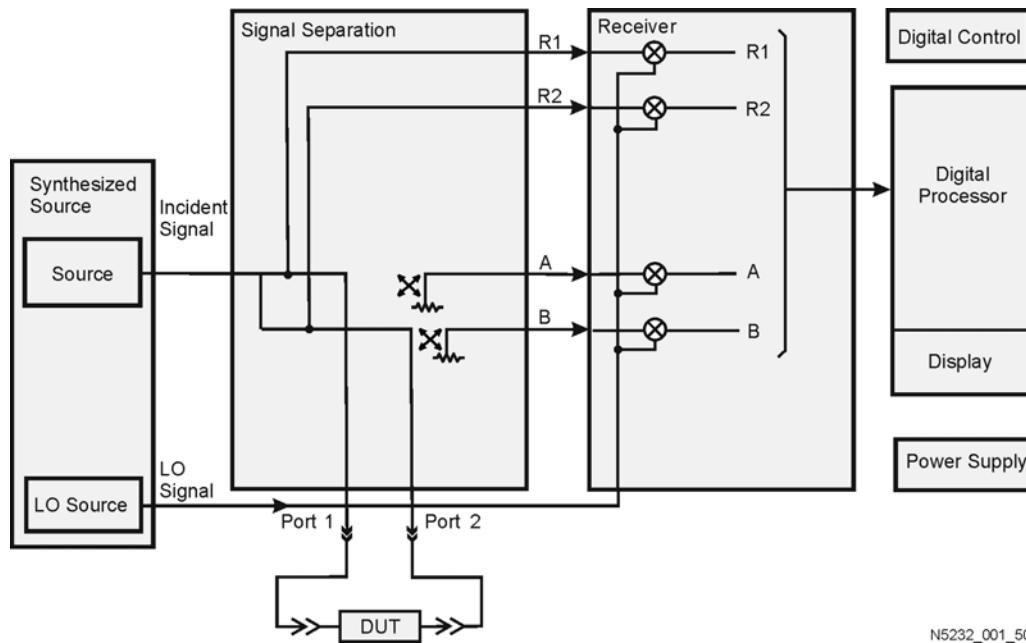 Signal Separation
Receiver
Digital Control
R1
R1
R2
R2
Synthesized
Source
Incident
Signal
Digital
Processor
Source
A
A
B
B
Display
LO
Signal
Power Supply
LO Source
Port 1
Port 2
DUT